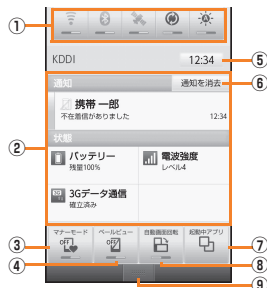 ①
KDDI 12:34 ⑤
通知 通知を消去 ⑥
携帯 一郎
不在着信がありました 12:34
状態
② バッテリー 電波強度
残量100% レベル4
3G 3Gデータ通信
確立済み
マナーモード ベールビュー 自動画面回転 起動中アプリ
③ OFF OFF ⑦
④ ⑧
⑨